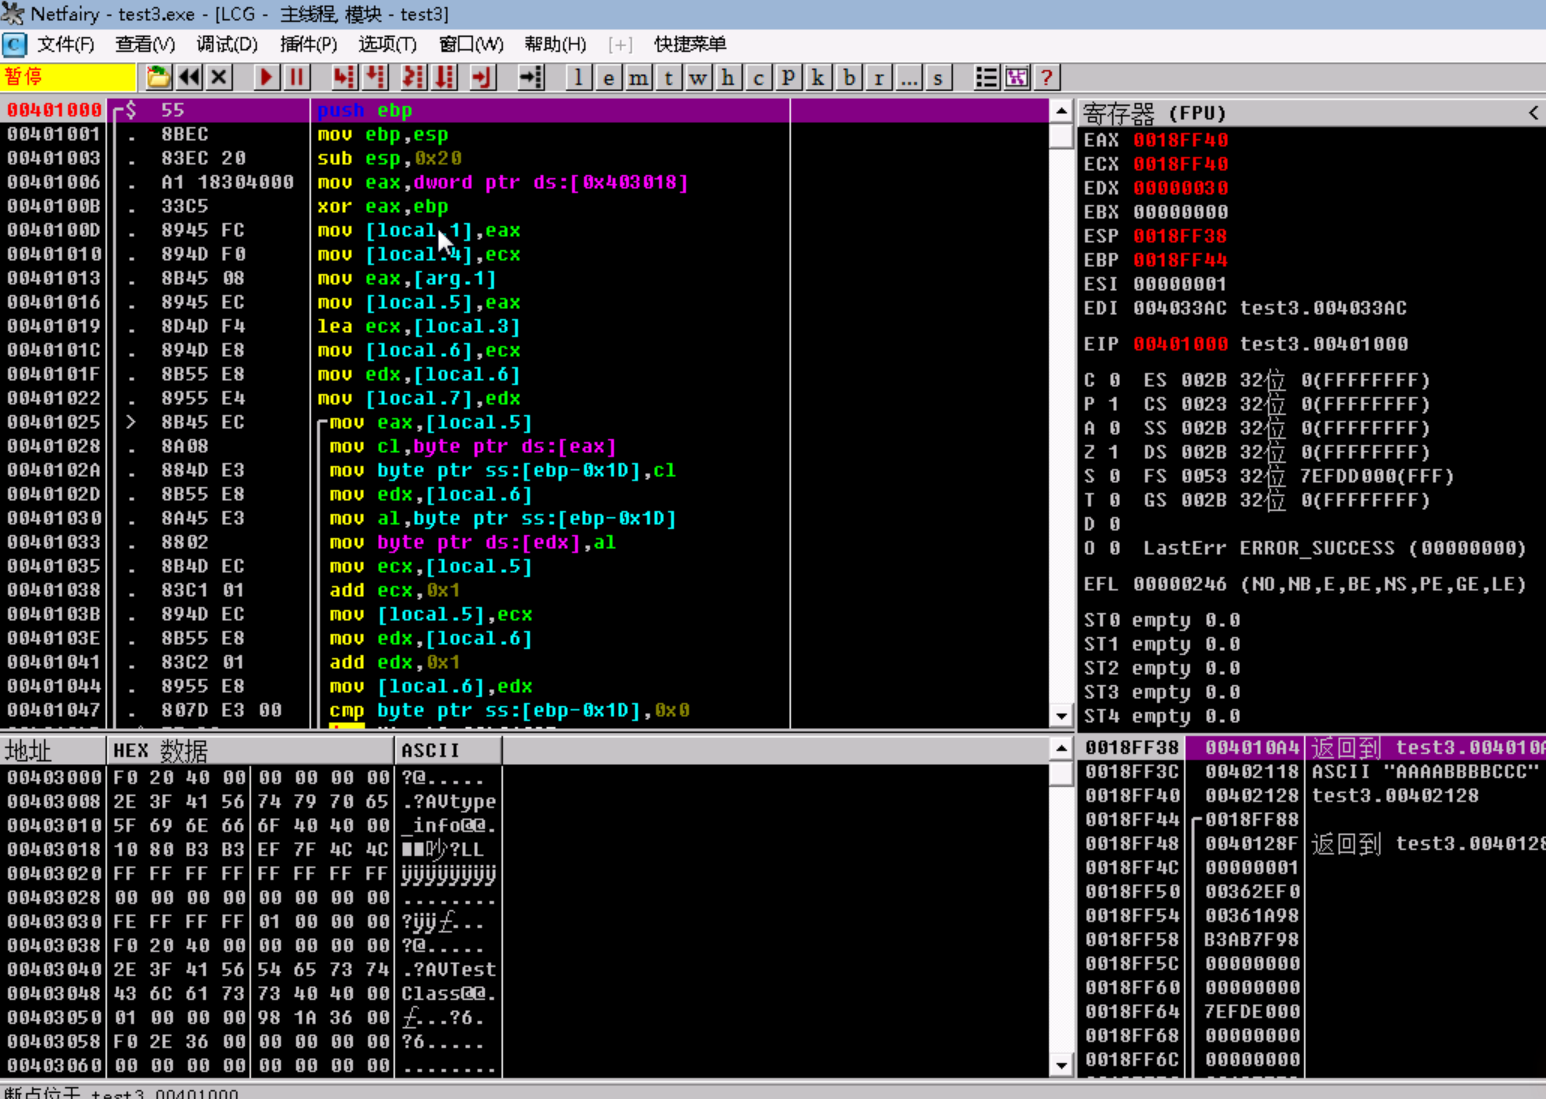 Netfairy - test3.exe - [LCG - 主线程, 模块 - test3]
C 文件(F) 查看(V) 调试(D) 插件(P) 选项(T) 窗口(W) 帮助(H) [+] 快捷菜单
暂停 l e m t w h c p k b r ... s ?
00401000 $ 55 push ebp
00401001 . 8BEC mov ebp,esp
00401003 . 83EC 20 sub esp,0x20
00401006 . A1 18304000 mov eax,dword ptr ds:[0x403018]
0040100B . 33C5 xor eax,ebp
0040100D . 8945 FC mov [local.1],eax
00401010 . 894D F0 mov [local.4],ecx
00401013 . 8B45 08 mov eax,[arg.1]
00401016 . 8945 EC mov [local.5],eax
00401019 . 8D4D F4 lea ecx,[local.3]
0040101C . 894D E8 mov [local.6],ecx
0040101F . 8B55 E8 mov edx,[local.6]
00401022 . 8955 E4 mov [local.7],edx
00401025 > 8B45 EC mov eax,[local.5]
00401028 . 8A08 mov cl,byte ptr ds:[eax]
0040102A . 884D E3 mov byte ptr ss:[ebp-0x1D],cl
0040102D . 8B55 E8 mov edx,[local.6]
00401030 . 8A45 E3 mov al,byte ptr ss:[ebp-0x1D]
00401033 . 8802 mov byte ptr ds:[edx],al
00401035 . 8B4D EC mov ecx,[local.5]
00401038 . 83C1 01 add ecx,0x1
0040103B . 894D EC mov [local.5],ecx
0040103E . 8B55 E8 mov edx,[local.6]
00401041 . 83C2 01 add edx,0x1
00401044 . 8955 E8 mov [local.6],edx
00401047 . 807D E3 00 cmp byte ptr ss:[ebp-0x1D],0x0
寄存器 (FPU) <
EAX 0018FF40
ECX 0018FF40
EDX 00000030
EBX 00000000
ESP 0018FF38
EBP 0018FF44
ESI 00000001
EDI 004033AC test3.004033AC
EIP 00401000 test3.00401000
C 0 ES 002B 32位 0(FFFFFFFF)
P 1 CS 0023 32位 0(FFFFFFFF)
A 0 SS 002B 32位 0(FFFFFFFF)
Z 1 DS 002B 32位 0(FFFFFFFF)
S 0 FS 0053 32位 7EFDD000(FFF)
T 0 GS 002B 32位 0(FFFFFFFF)
D 0
O 0 LastErr ERROR_SUCCESS (00000000)
EFL 00000246 (NO,NB,E,BE,NS,PE,GE,LE)
ST0 empty 0.0
ST1 empty 0.0
ST2 empty 0.0
ST3 empty 0.0
ST4 empty 0.0
地址 HEX 数据 ASCII
00403000 F0 20 40 00 00 00 00 00 ?@.....
00403008 2E 3F 41 56 74 79 70 65 .?AVtype
00403010 5F 69 6E 66 6F 40 40 00 _info@@.
00403018 10 80 B3 B3 EF 7F 4C 4C ■■吵?LL
00403020 FF FF FF FF FF FF FF FF ÿÿÿÿÿÿÿÿ
00403028 00 00 00 00 00 00 00 00 ........
00403030 FE FF FF FF 01 00 00 00 ?ÿÿ...
00403038 F0 20 40 00 00 00 00 00 ?@.....
00403040 2E 3F 41 56 54 65 73 74 .?AVTest
00403048 43 6C 61 73 73 40 40 00 Class@@.
00403050 01 00 00 00 98 1A 36 00 ...?6.
00403058 F0 2E 36 00 00 00 00 00 ?6.....
00403060 00 00 00 00 00 00 00 00 ........
0018FF38 004010A4 返回到 test3.004010A
0018FF3C 00402118 ASCII "AAAABBBBCCC"
0018FF40 00402128 test3.00402128
0018FF44 0018FF88
0018FF48 0040128F 返回到 test3.0040128
0018FF4C 00000001
0018FF50 00362EF0
0018FF54 00361A98
0018FF58 B3AB7F98
0018FF5C 00000000
0018FF60 00000000
0018FF64 7EFDE000
0018FF68 00000000
0018FF6C 00000000
断点位于 test3.00401000